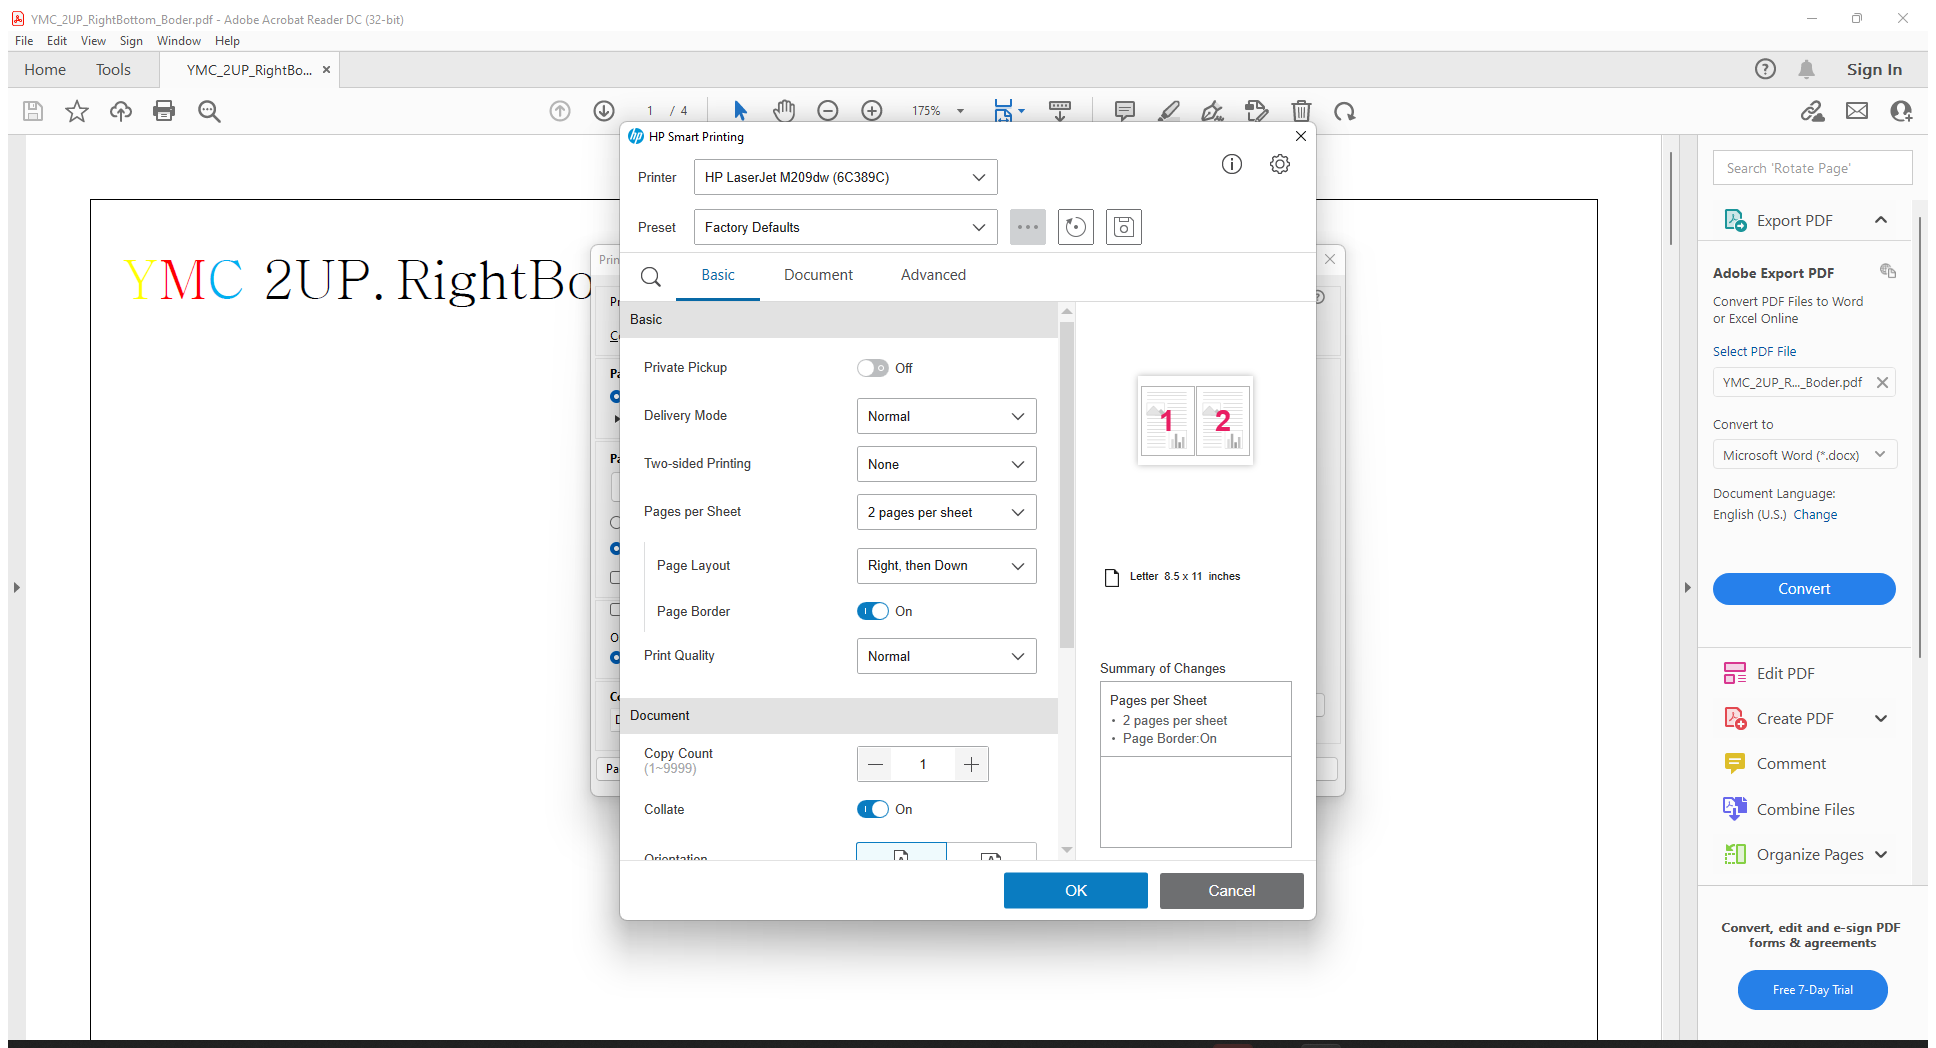 YMC_2UP_RightBottom_Boder.pdf - Adobe Acrobat Reader DC (32-bit)
File Edit View Sign Window Help
Home Tools YMC_2UP_RightBo... Sign In
1 / 4 175%
YMC 2UP. RightBo
HP Smart Printing
Printer HP LaserJet M209dw (6C389C)
Preset Factory Defaults
Basic Document Advanced
Basic
Private Pickup Off
Delivery Mode Normal
Two-sided Printing None
Pages per Sheet 2 pages per sheet
Page Layout Right, then Down
Page Border On
Print Quality Normal
Document
Copy Count
(1~9999)
1
Collate On
Orientation
1 2
Letter 8.5 x 11 inches
Summary of Changes
Pages per Sheet
• 2 pages per sheet
• Page Border:On
OK Cancel
Search 'Rotate Page'
Export PDF
Adobe Export PDF
Convert PDF Files to Word
or Excel Online
Select PDF File
YMC_2UP_R..._Boder.pdf
Convert to
Microsoft Word (*.docx)
Document Language:
English (U.S.) Change
Convert
Edit PDF
Create PDF
Comment
Combine Files
Organize Pages
Convert, edit and e-sign PDF
forms & agreements
Free 7-Day Trial